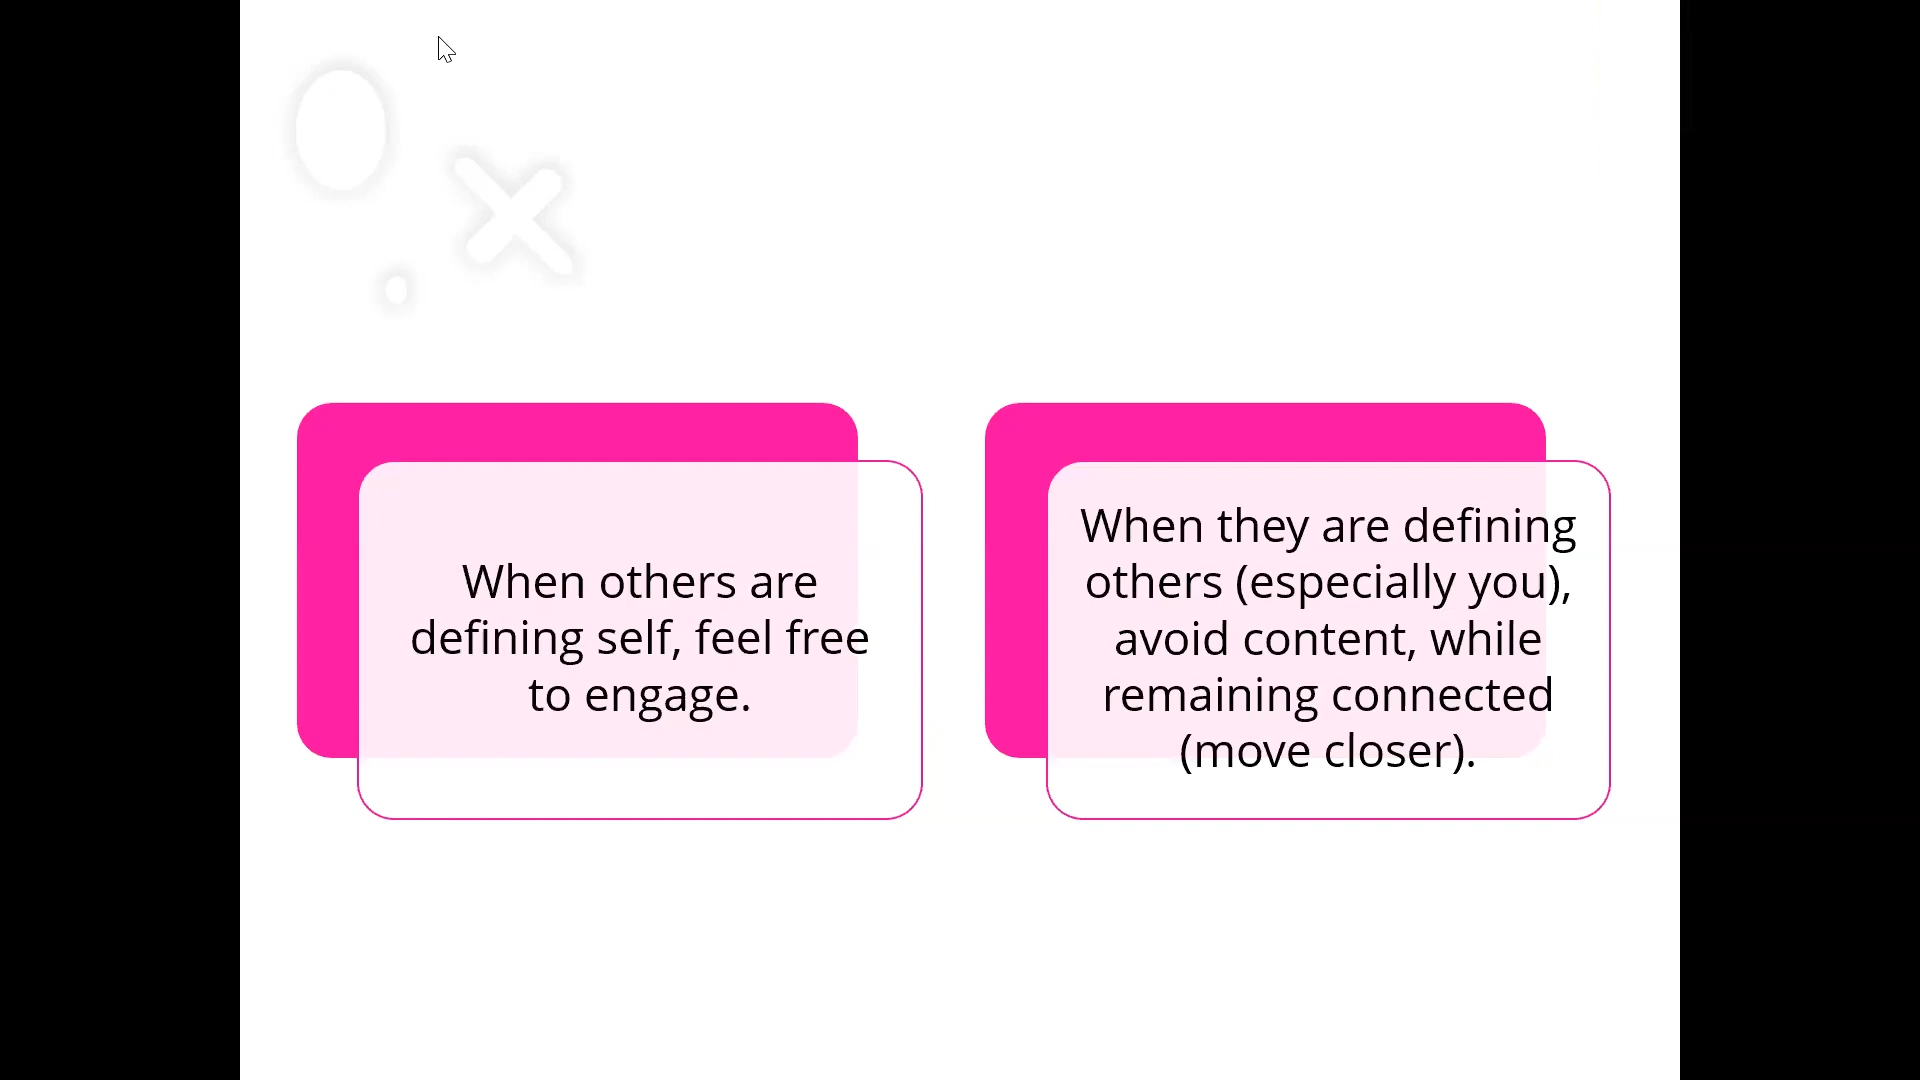 When others are
defining self, feel free
to engage.
When they are defining
others (especially you),
avoid content, while
remaining connected
(move closer).